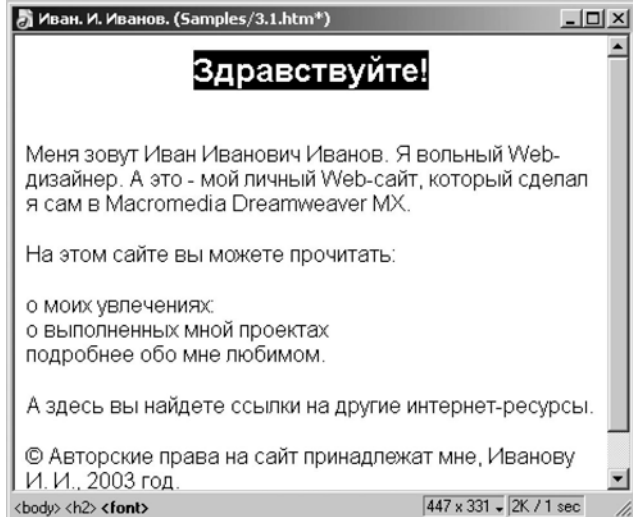 Иван. И. Иванов. (Samples/3.1.htm*)
Здравствуйте!
Меня зовут Иван Иванович Иванов. Я вольный Web-
дизайнер. А это - мой личный Web-сайт, который сделал
я сам в Macromedia Dreamweaver MX.
На этом сайте вы можете прочитать:
о моих увлечениях:
о выполненных мной проектах
подробнее обо мне любимом.
А здесь вы найдете ссылки на другие интернет-ресурсы.
© Авторские права на сайт принадлежат мне, Иванову
И. И., 2003 год.
<body> <h2> <font> 447 x 331 2K / 1 sec